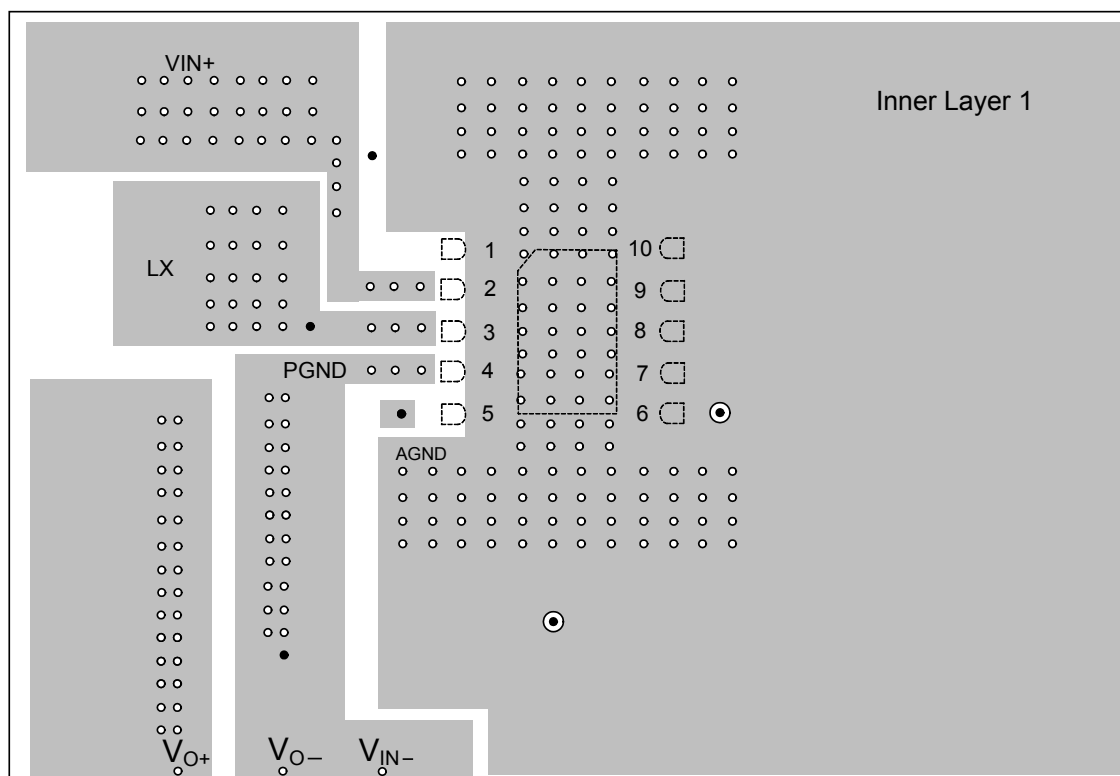 VIN+
Inner Layer 1
1 10
LX
2 9
3 8
PGND 4 7
5 6
AGND
VO+ VO– VIN–